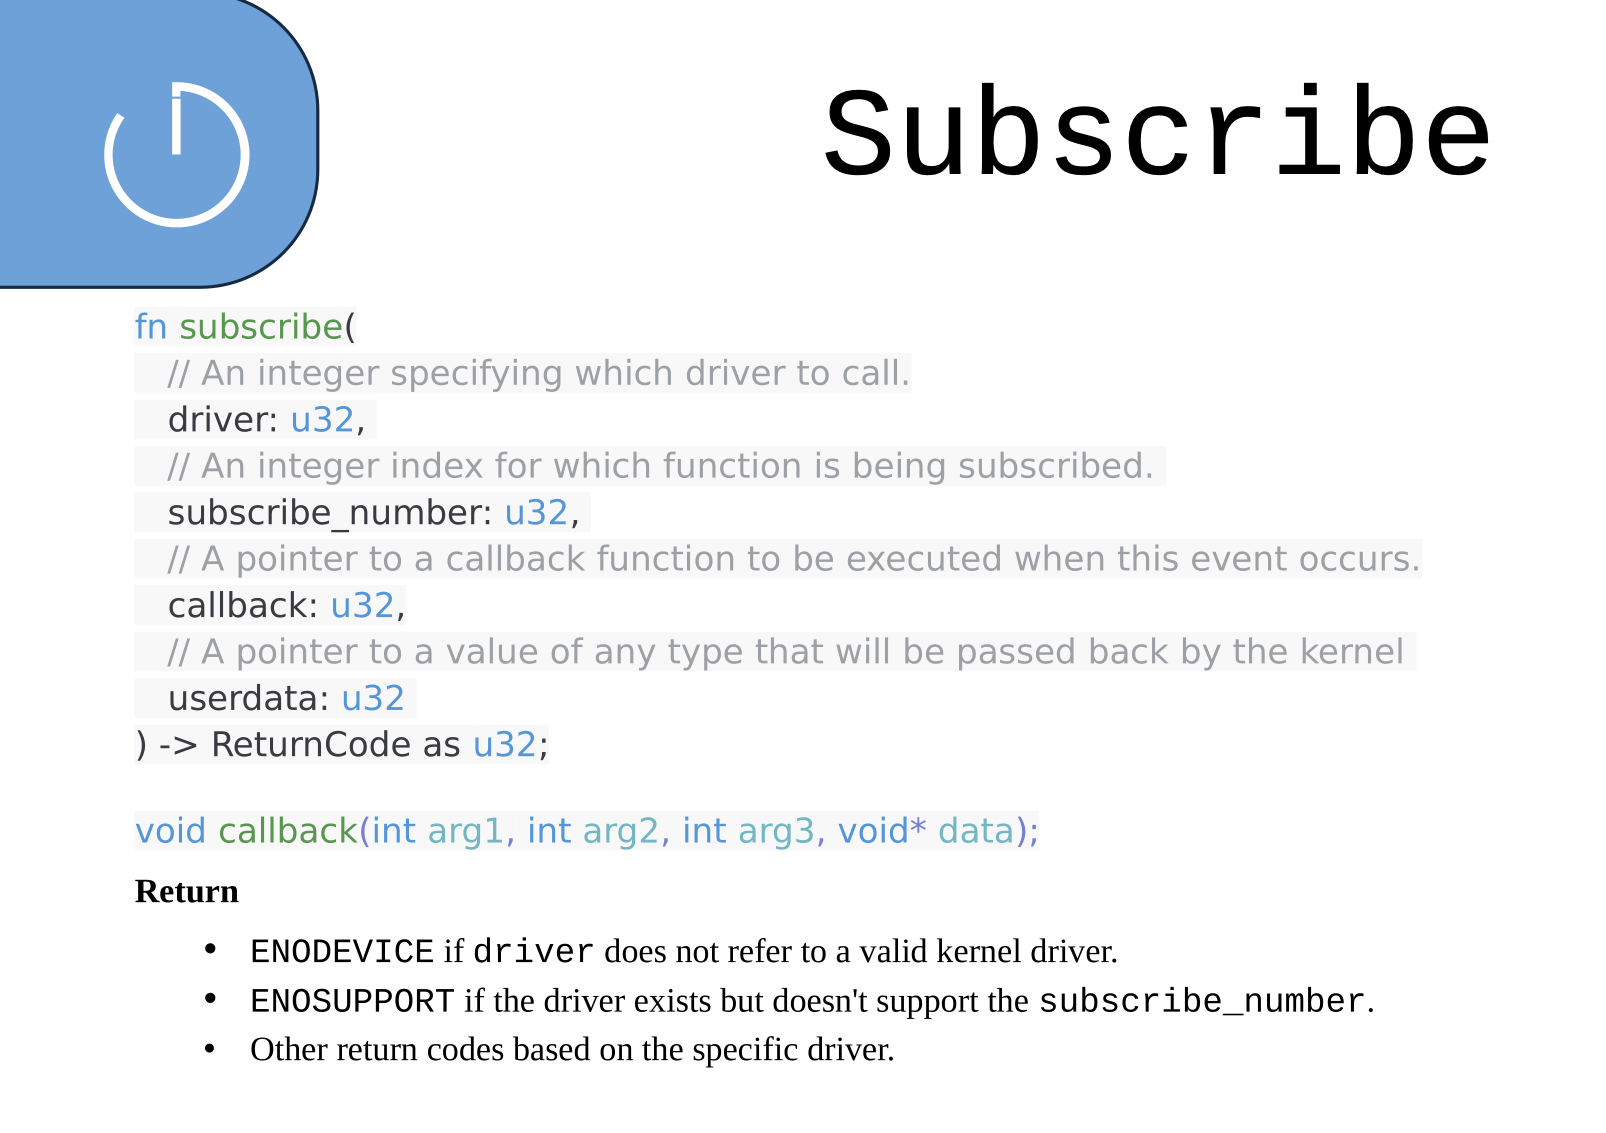 Subscribe
fn subscribe(
// An integer specifying which driver to call.
driver: u32,
// An integer index for which function is being subscribed.
subscribe_number: u32,
// A pointer to a callback function to be executed when this event occurs.
callback: u32,
// A pointer to a value of any type that will be passed back by the kernel
userdata: u32
) -> ReturnCode as u32;
void callback(int arg1, int arg2, int arg3, void* data);
Return
• ENODEVICE if driver does not refer to a valid kernel driver.
• ENOSUPPORT if the driver exists but doesn't support the subscribe_number.
• Other return codes based on the specific driver.